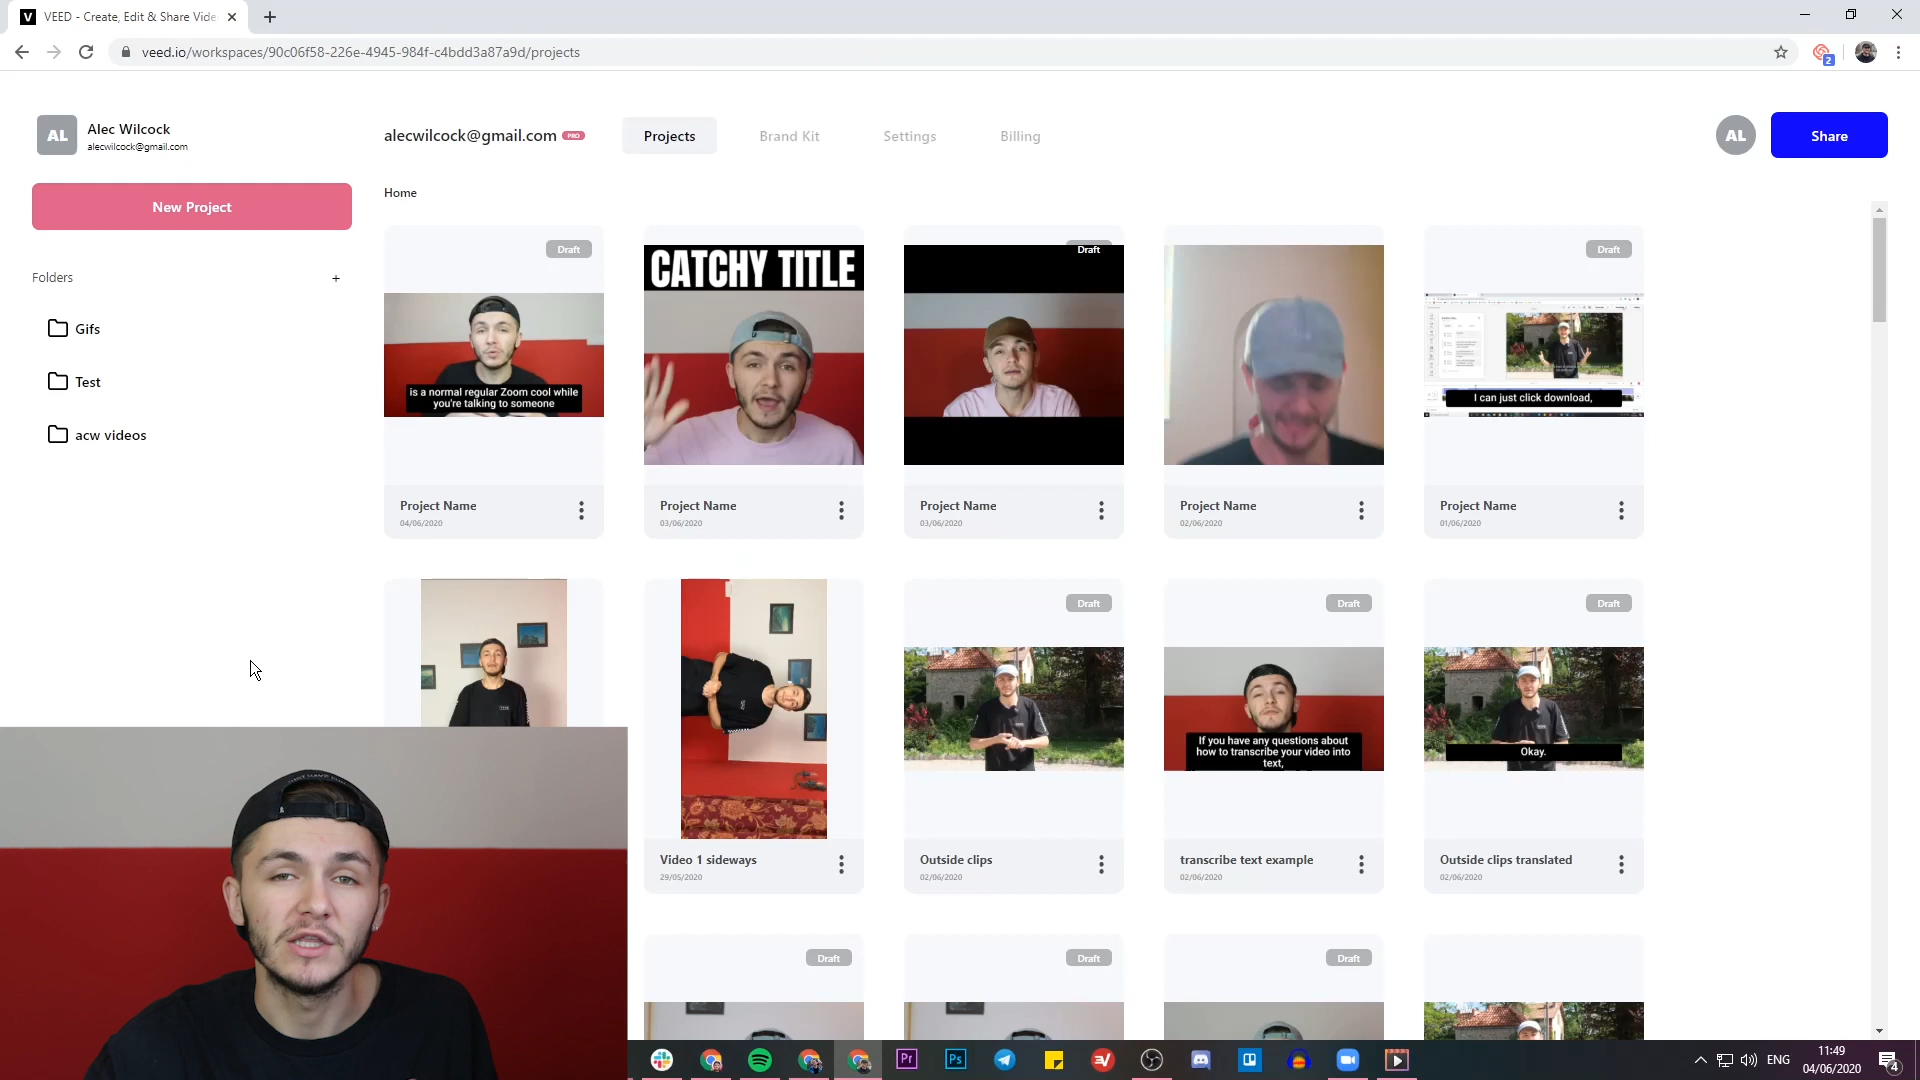 VEED - Create, Edit & Share Vide
veed.io/workspaces/90c06f58-226e-4945-984f-c4bdd3a87a9d/projects
2
AL
Alec Wilcock
alecwilcock@gmail.com
alecwilcock@gmail.com PRO
Projects
Brand Kit
Settings
Billing
AL
Share
New Project
Home
Folders
+
Gifs
Test
acw videos
Draft
is a normal regular Zoom cool while
you're talking to someone
Project Name
04/06/2020
CATCHY TITLE
Project Name
03/06/2020
Draft
Project Name
03/06/2020
Project Name
02/06/2020
Draft
I can just click download,
Project Name
01/06/2020
Video 1 sideways
29/05/2020
Draft
Outside clips
02/06/2020
Draft
If you have any questions about
how to transcribe your video into
text,
transcribe text example
02/06/2020
Draft
Okay.
Outside clips translated
02/06/2020
Draft
Draft
Draft
Pr
Ps
ENG
11:49
04/06/2020
4